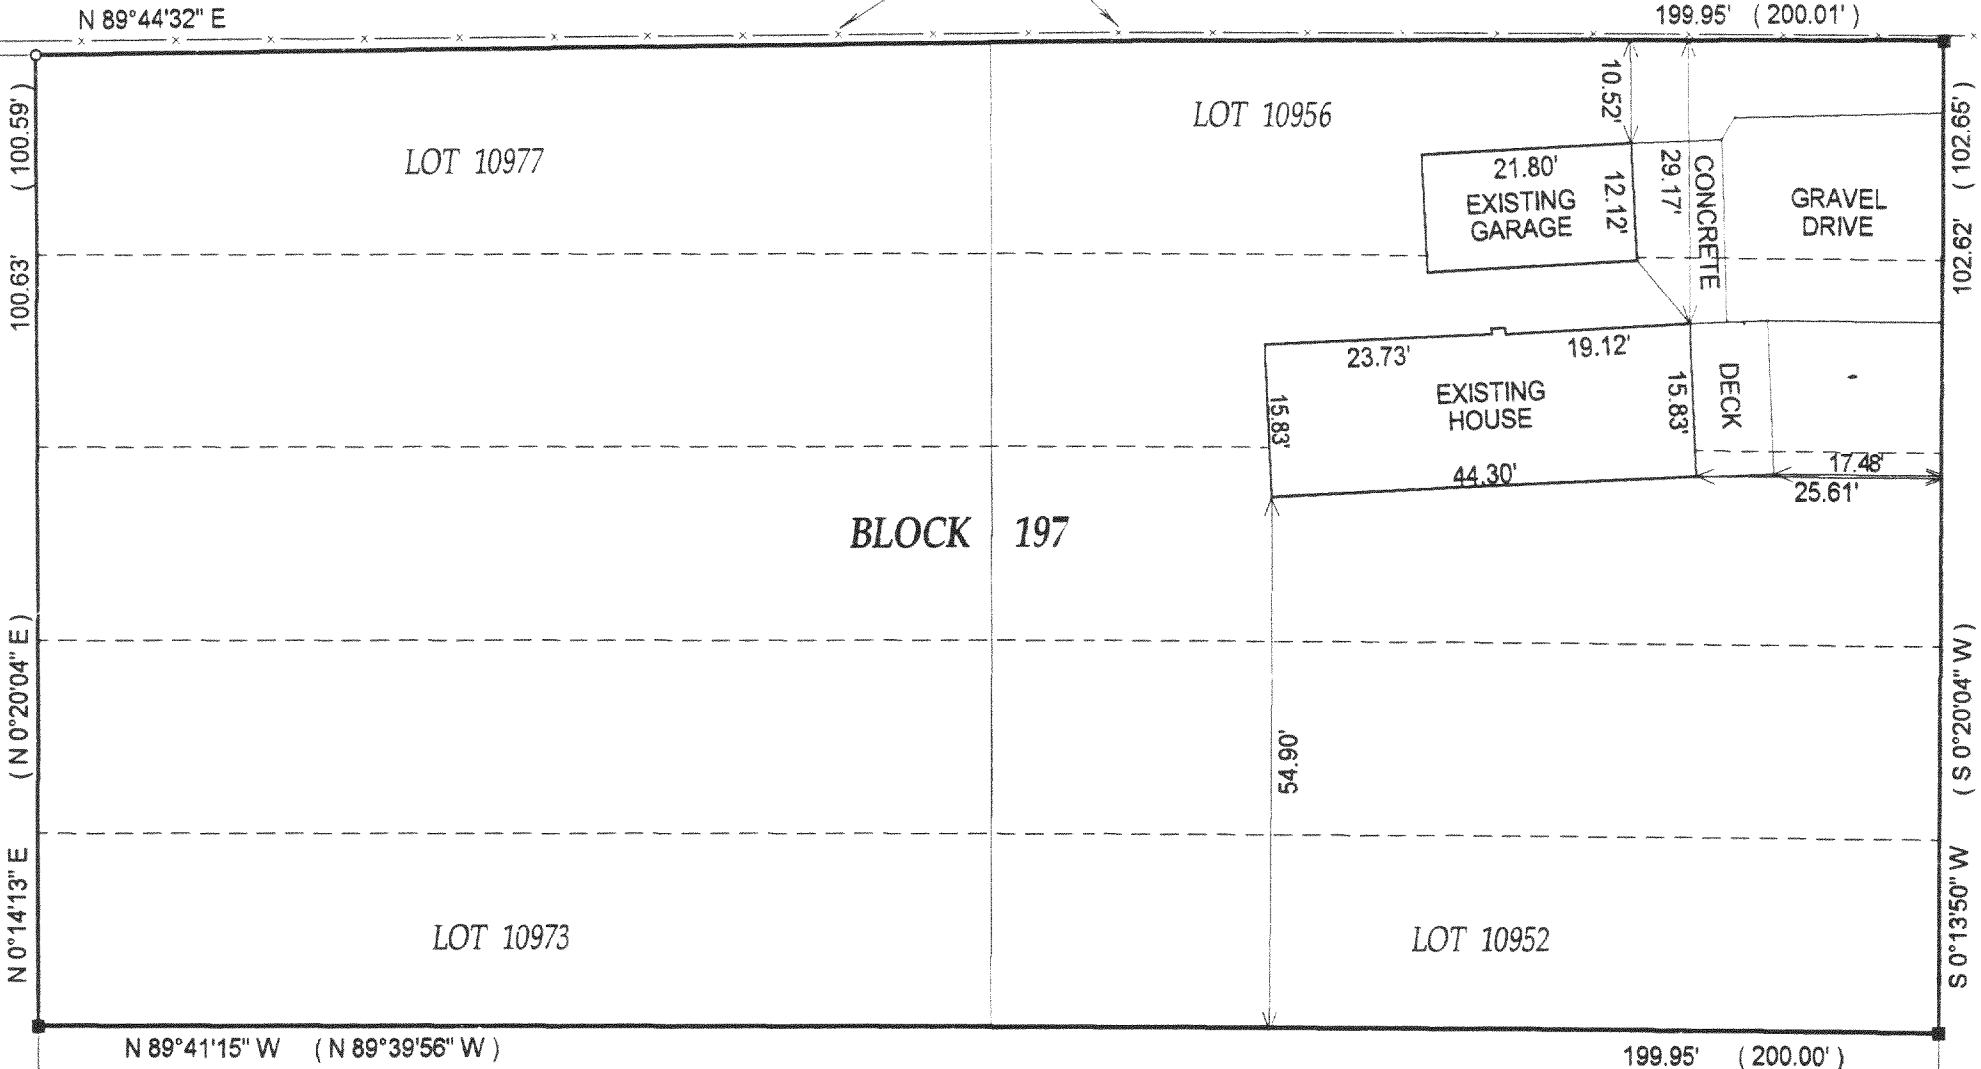 N 89°44'32" E
199.95' ( 200.01' )
( 100.59' )
100.63'
( N 0°20'04" E )
N 0°14'13" E
LOT 10977
LOT 10956
10.52'
21.80'
EXISTING
GARAGE
12.12'
29.17'
CONCRETE
GRAVEL
DRIVE
( 102.65' )
102.62'
23.73'
19.12'
15.83'
EXISTING
HOUSE
15.83'
DECK
44.30'
17.48'
25.61'
BLOCK 197
54.90'
( S 0°20'04" W )
S 0°13'50" W
LOT 10973
LOT 10952
N 89°41'15" W ( N 89°39'56" W )
199.95' ( 200.00' )